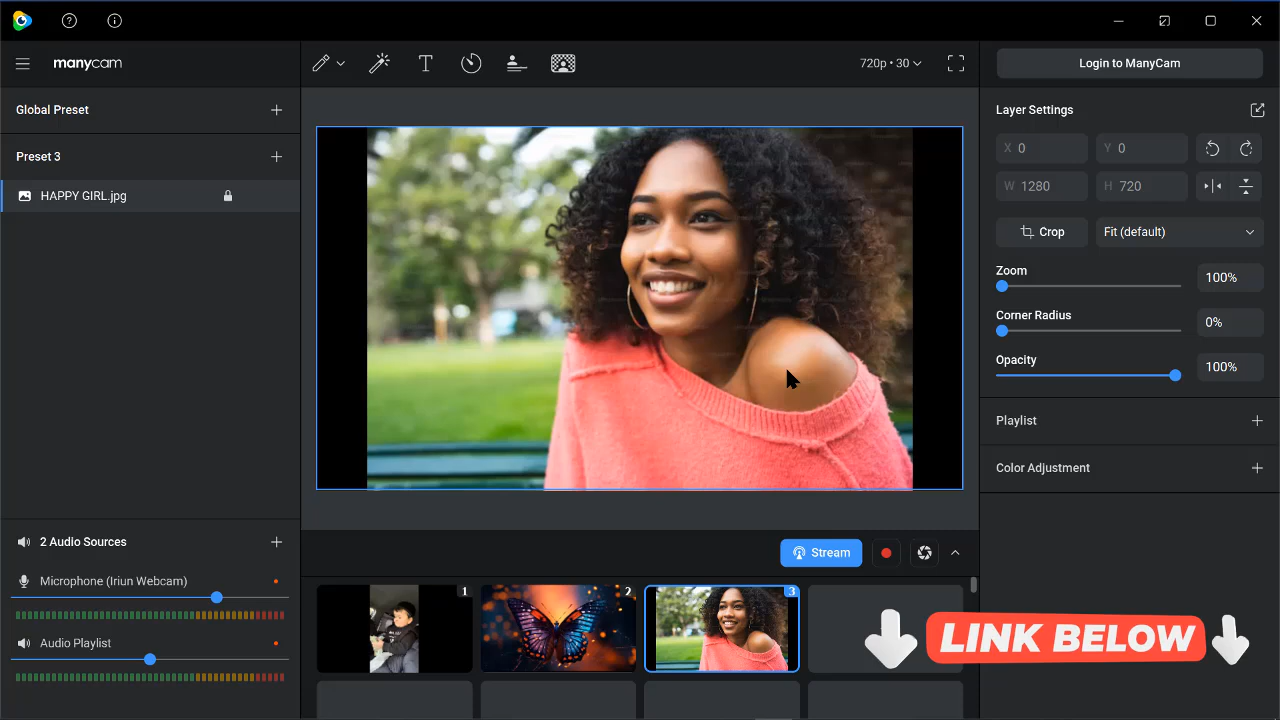 manycam
720p • 30
Login to ManyCam
Global Preset
Preset 3
HAPPY GIRL.jpg
Layer Settings
X 0
Y 0
W 1280
H 720
Crop
Fit (default)
Zoom
100%
Corner Radius
0%
Opacity
100%
Playlist
Color Adjustment
2 Audio Sources
Microphone (Iriun Webcam)
Audio Playlist
Stream
1
2
3
LINK BELOW